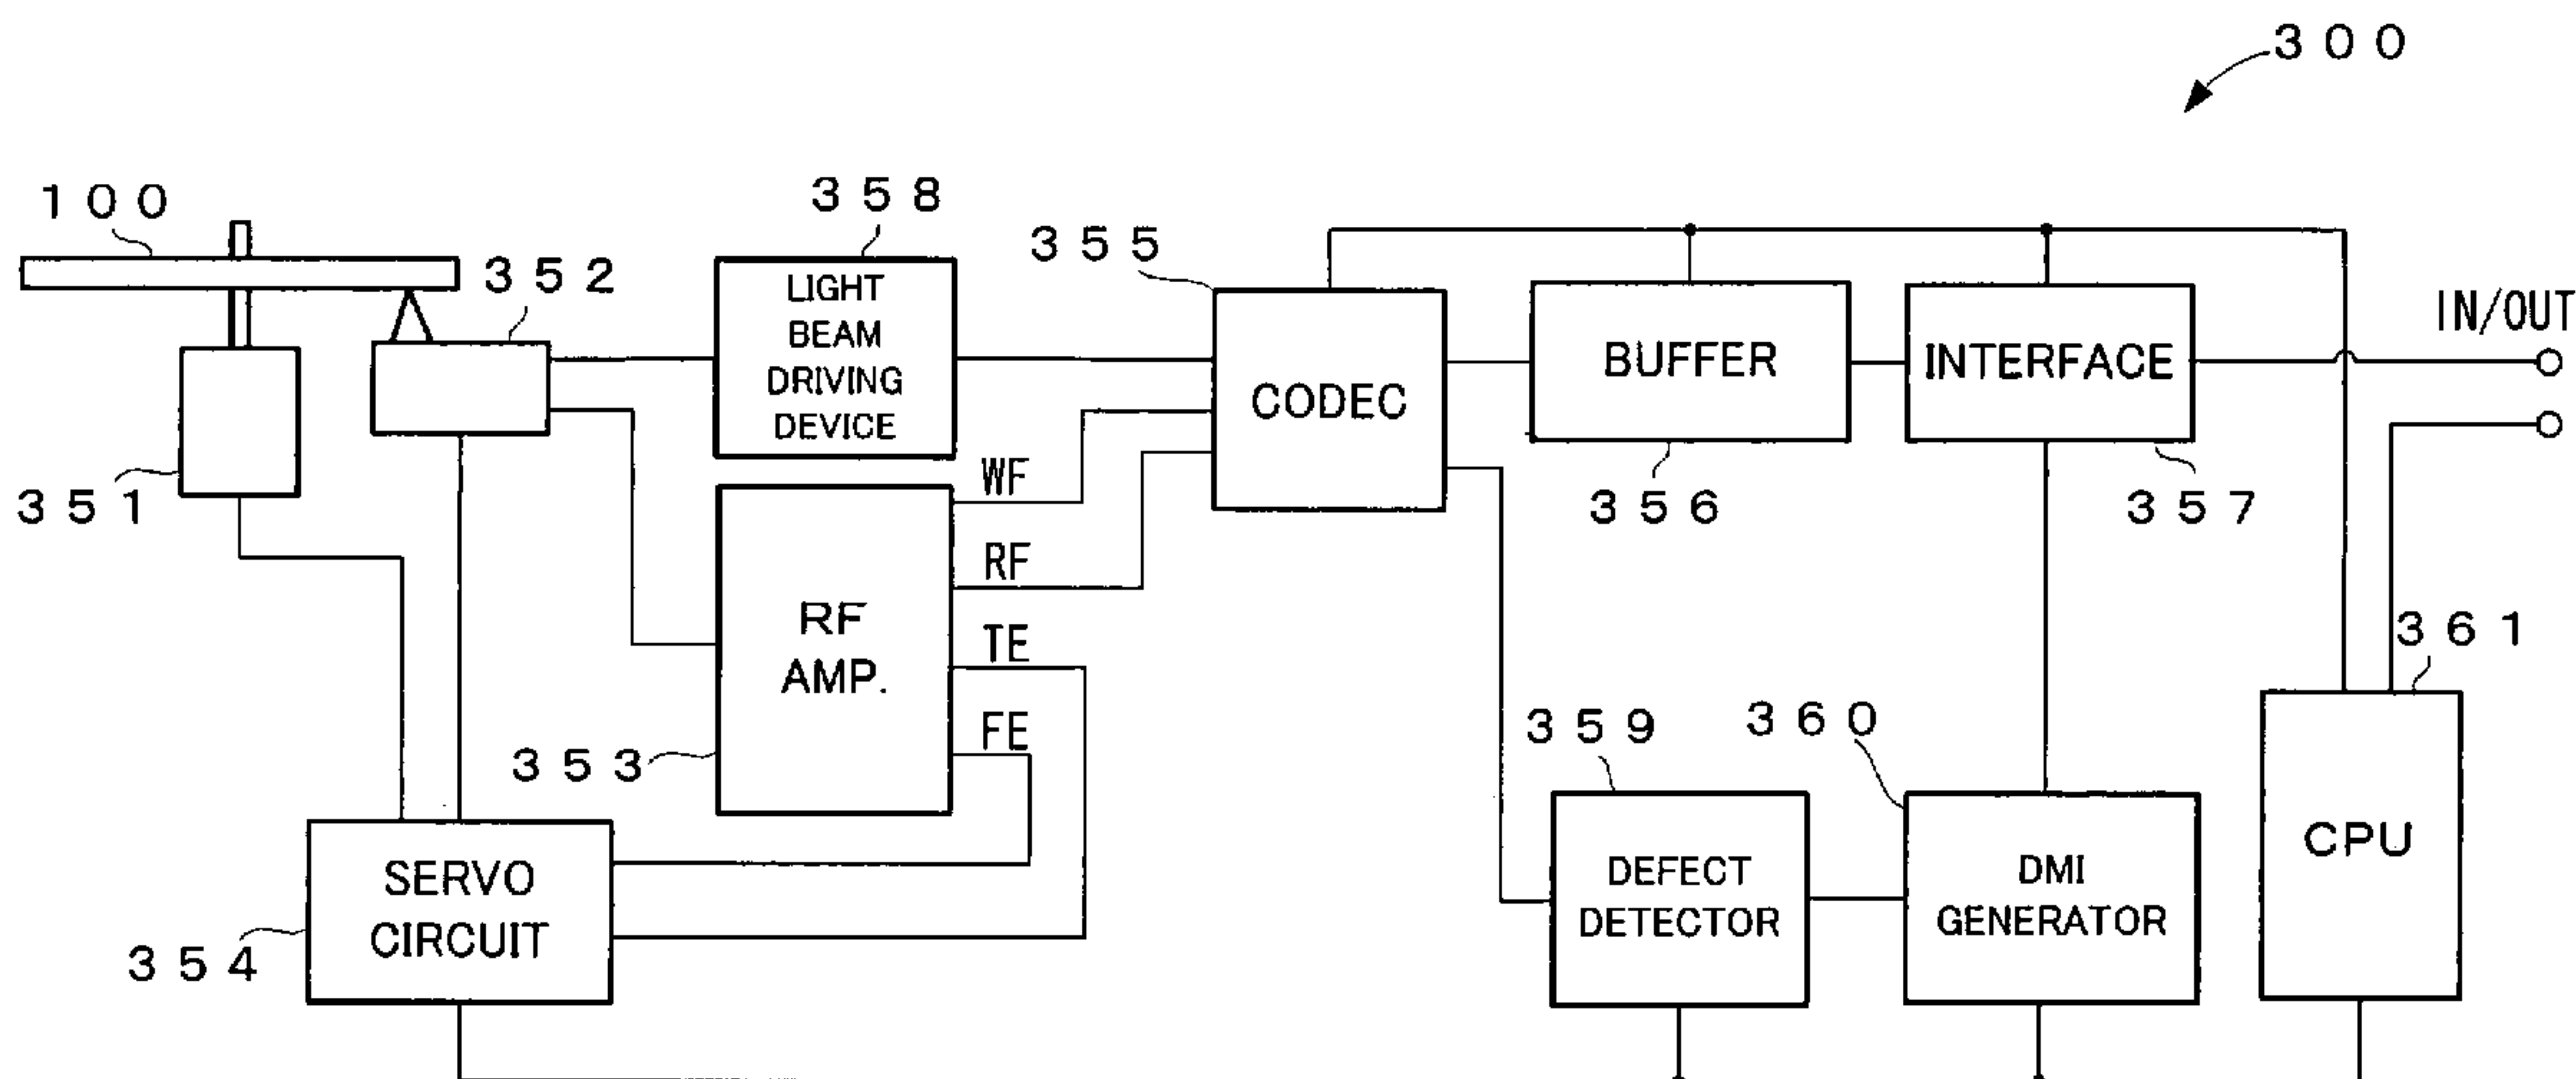 300
100
358
355
352
LIGHT
BEAM
DRIVING
DEVICE
CODEC
BUFFER
INTERFACE
IN/OUT
351
WF
356
357
RF
RF
AMP.
TE
361
353
FE
359
360
SERVO
CIRCUIT
354
DEFECT
DETECTOR
DMI
GENERATOR
CPU